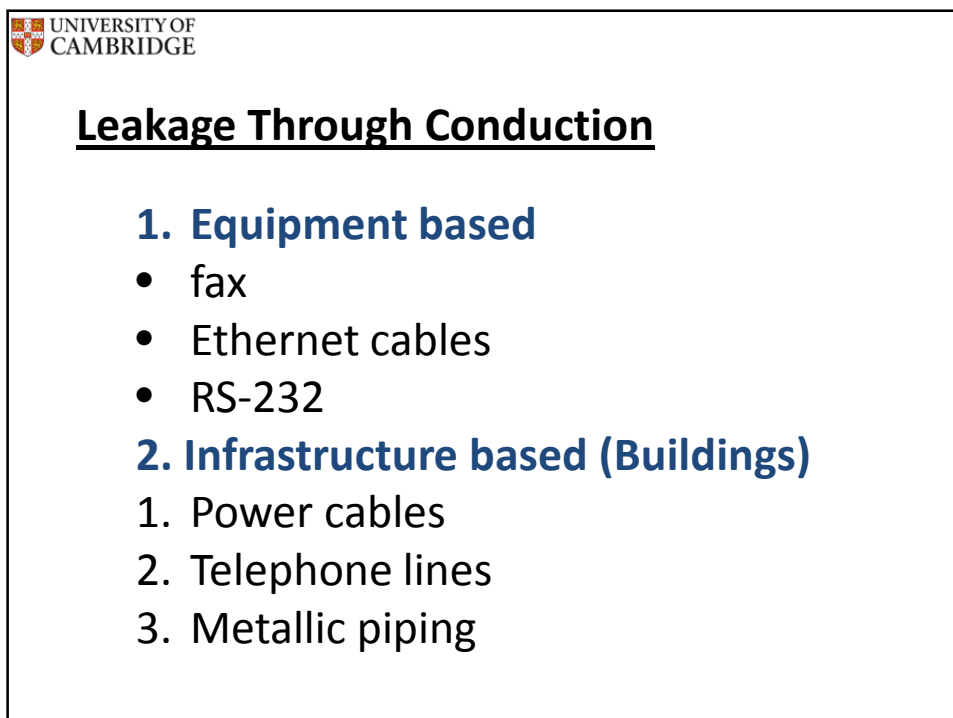 UNIVERSITY OF
CAMBRIDGE
Leakage Through Conduction
1. Equipment based
• fax
• Ethernet cables
• RS-232
2. Infrastructure based (Buildings)
1. Power cables
2. Telephone lines
3. Metallic piping